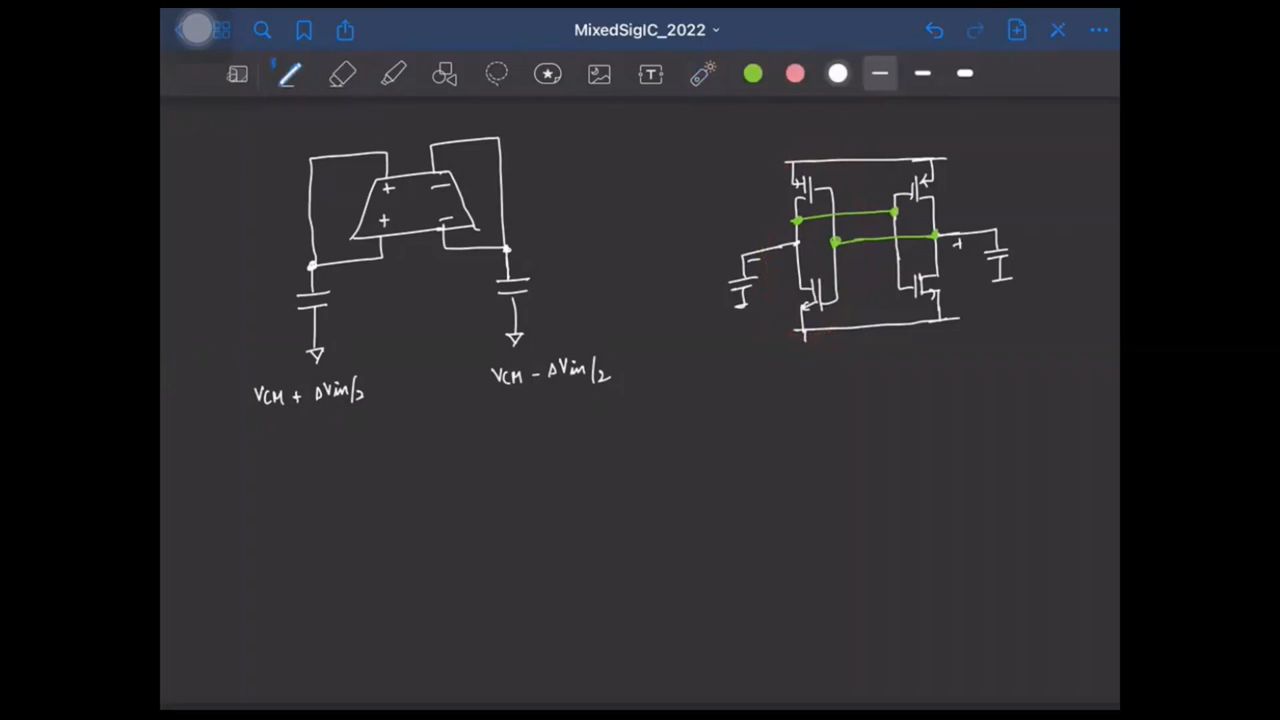 MixedSigIC_2022
+ −
+ −
VCM + ΔVin/2
VCM − ΔVin/2
− +